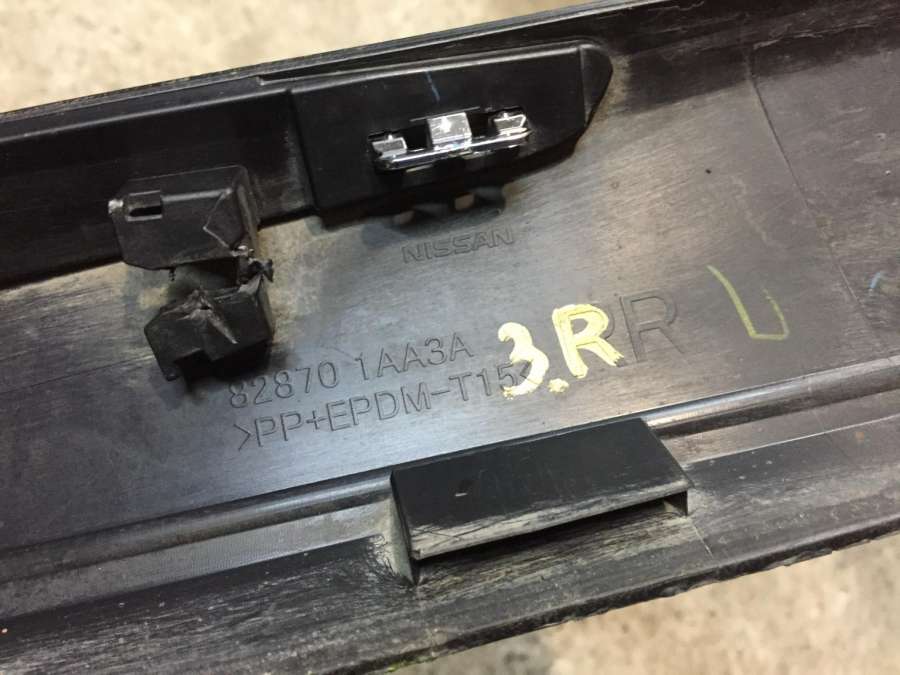 NISSAN
82870 1AA3A
>PP+EPDM-T15<
3.R
RR